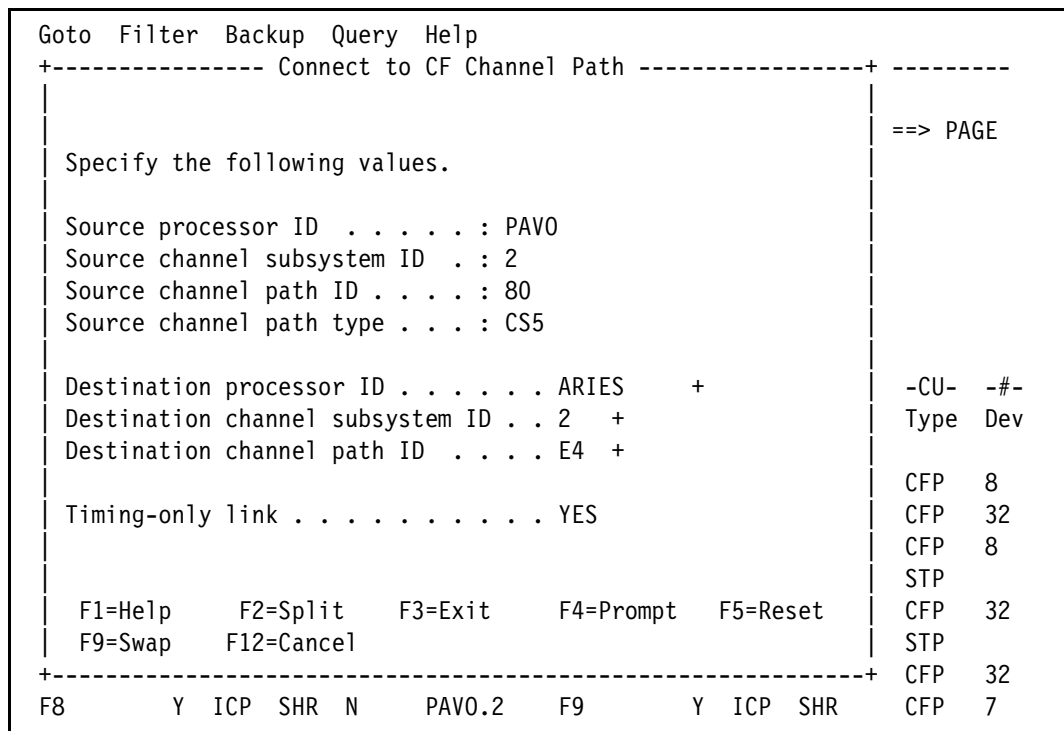 Goto  Filter  Backup  Query  Help
+---------------- Connect to CF Channel Path -----------------+ ---------
|                                                             |
|                                                             | ==> PAGE
| Specify the following values.                               |
|                                                             |
| Source processor ID  . . . . . : PAVO                       |
| Source channel subsystem ID  . : 2                          |
| Source channel path ID . . . . : 80                         |
| Source channel path type . . . : CS5                        |
|                                                             |
| Destination processor ID . . . . . . ARIES     +            |  -CU-  -#-
| Destination channel subsystem ID . . 2   +                  |  Type  Dev
| Destination channel path ID  . . . . E4  +                  |
|                                                             |  CFP   8
| Timing-only link . . . . . . . . . . YES                    |  CFP   32
|                                                             |  CFP   8
|                                                             |  STP
|  F1=Help     F2=Split    F3=Exit     F4=Prompt   F5=Reset   |  CFP   32
|  F9=Swap    F12=Cancel                                      |  STP
+-------------------------------------------------------------+  CFP   32
F8         Y  ICP  SHR  N     PAVO.2    F9        Y  ICP  SHR     CFP   7